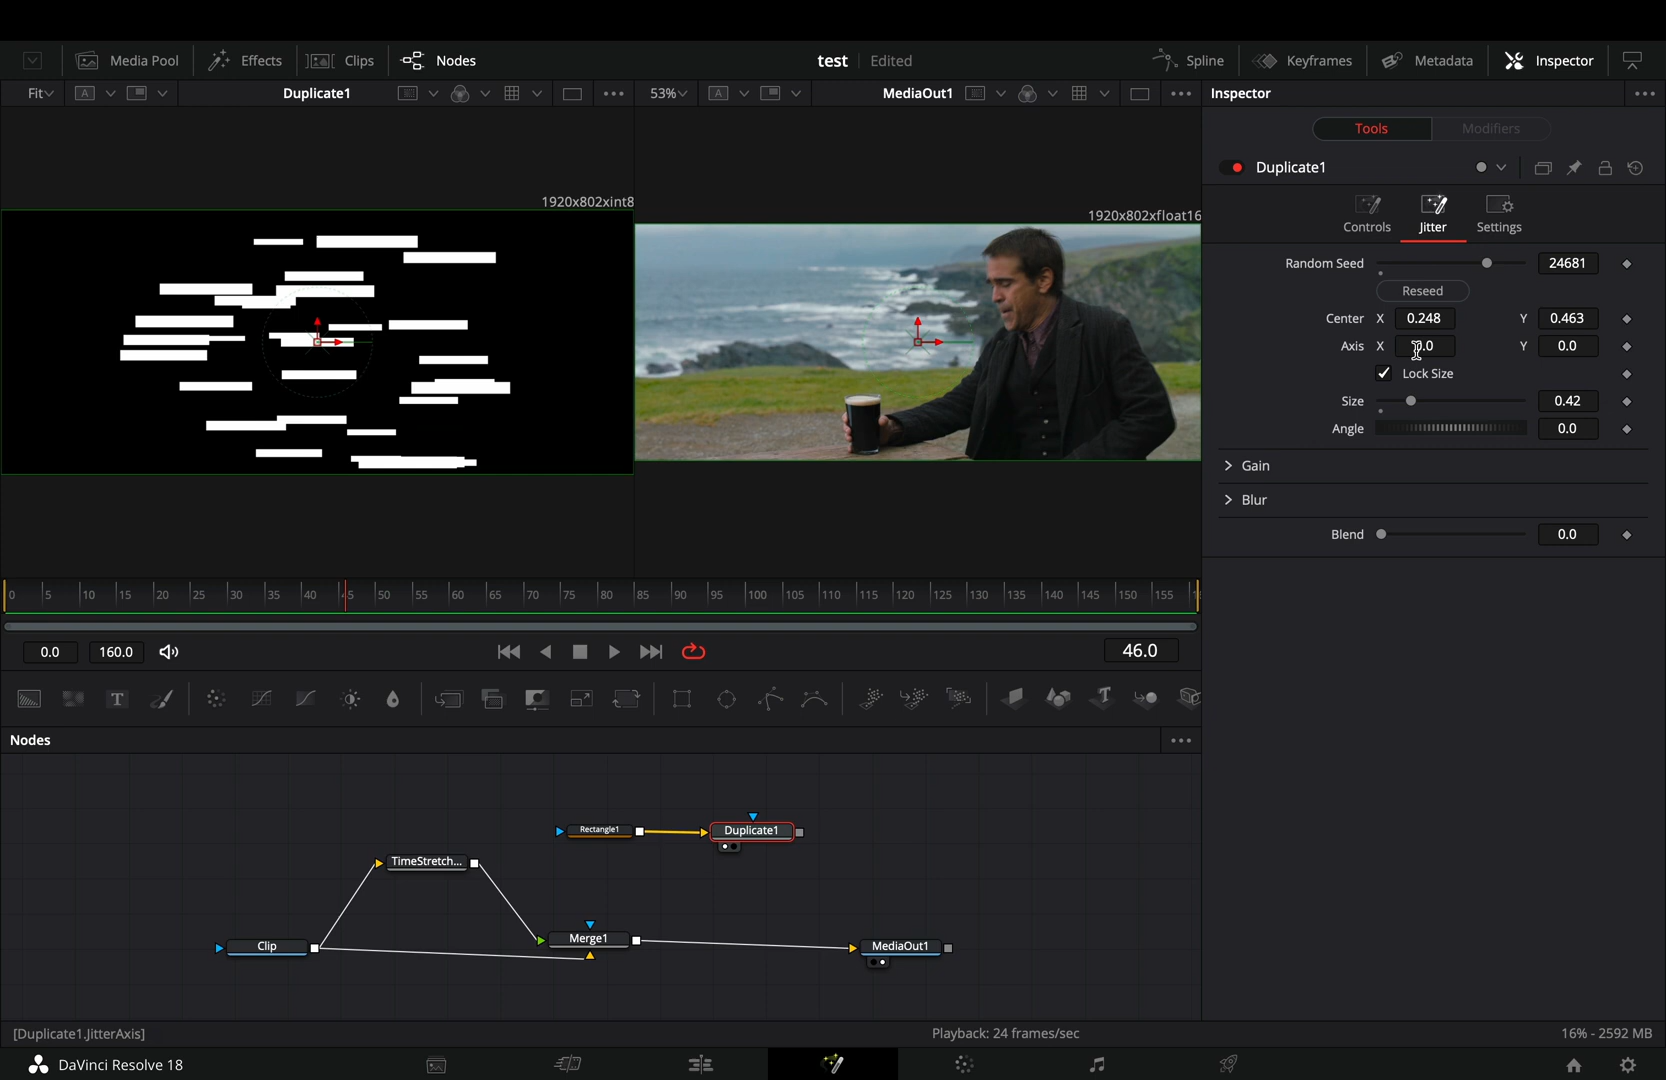 Media Pool Effects Clips Nodes test Edited Spline Keyframes Metadata Inspector
Fit A Duplicate1 53% A MediaOut1 Inspector
Tools Modifiers
Duplicate1
1920x802xint8
1920x802xfloat16
Controls Jitter Settings
Random Seed 24681
Reseed
Center X 0.248 Y 0.463
Axis X 0.0 Y 0.0
Lock Size
Size 0.42
Angle 0.0
Gain
Blur
Blend 0.0
0 5 10 15 20 25 30 35 40 45 50 55 60 65 70 75 80 85 90 95 100 105 110 115 120 125 130 135 140 145 150 155
0.0 160.0 46.0
T T
Nodes
Rectangle1 Duplicate1
TimeStretch...
Clip Merge1 MediaOut1
[Duplicate1.JitterAxis] Playback: 24 frames/sec 16% - 2592 MB
DaVinci Resolve 18